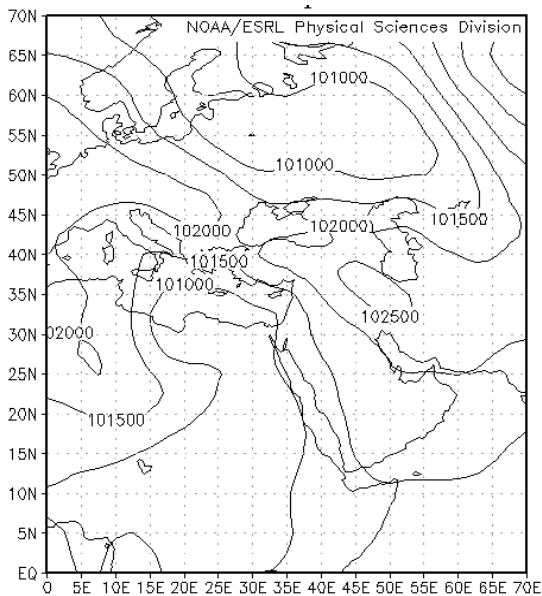 70N
NOAA/ESRL Physical Sciences Division
65N
101000
60N
55N
101000
50N
45N
101500
102000
102000
40N
101500
101000
35N
102500
02000
30N
25N
20N
101500
15N
10N
5N
EQ
0 5E 10E 15E 20E 25E 30E 35E 40E 45E 50E 55E 60E 65E 70E